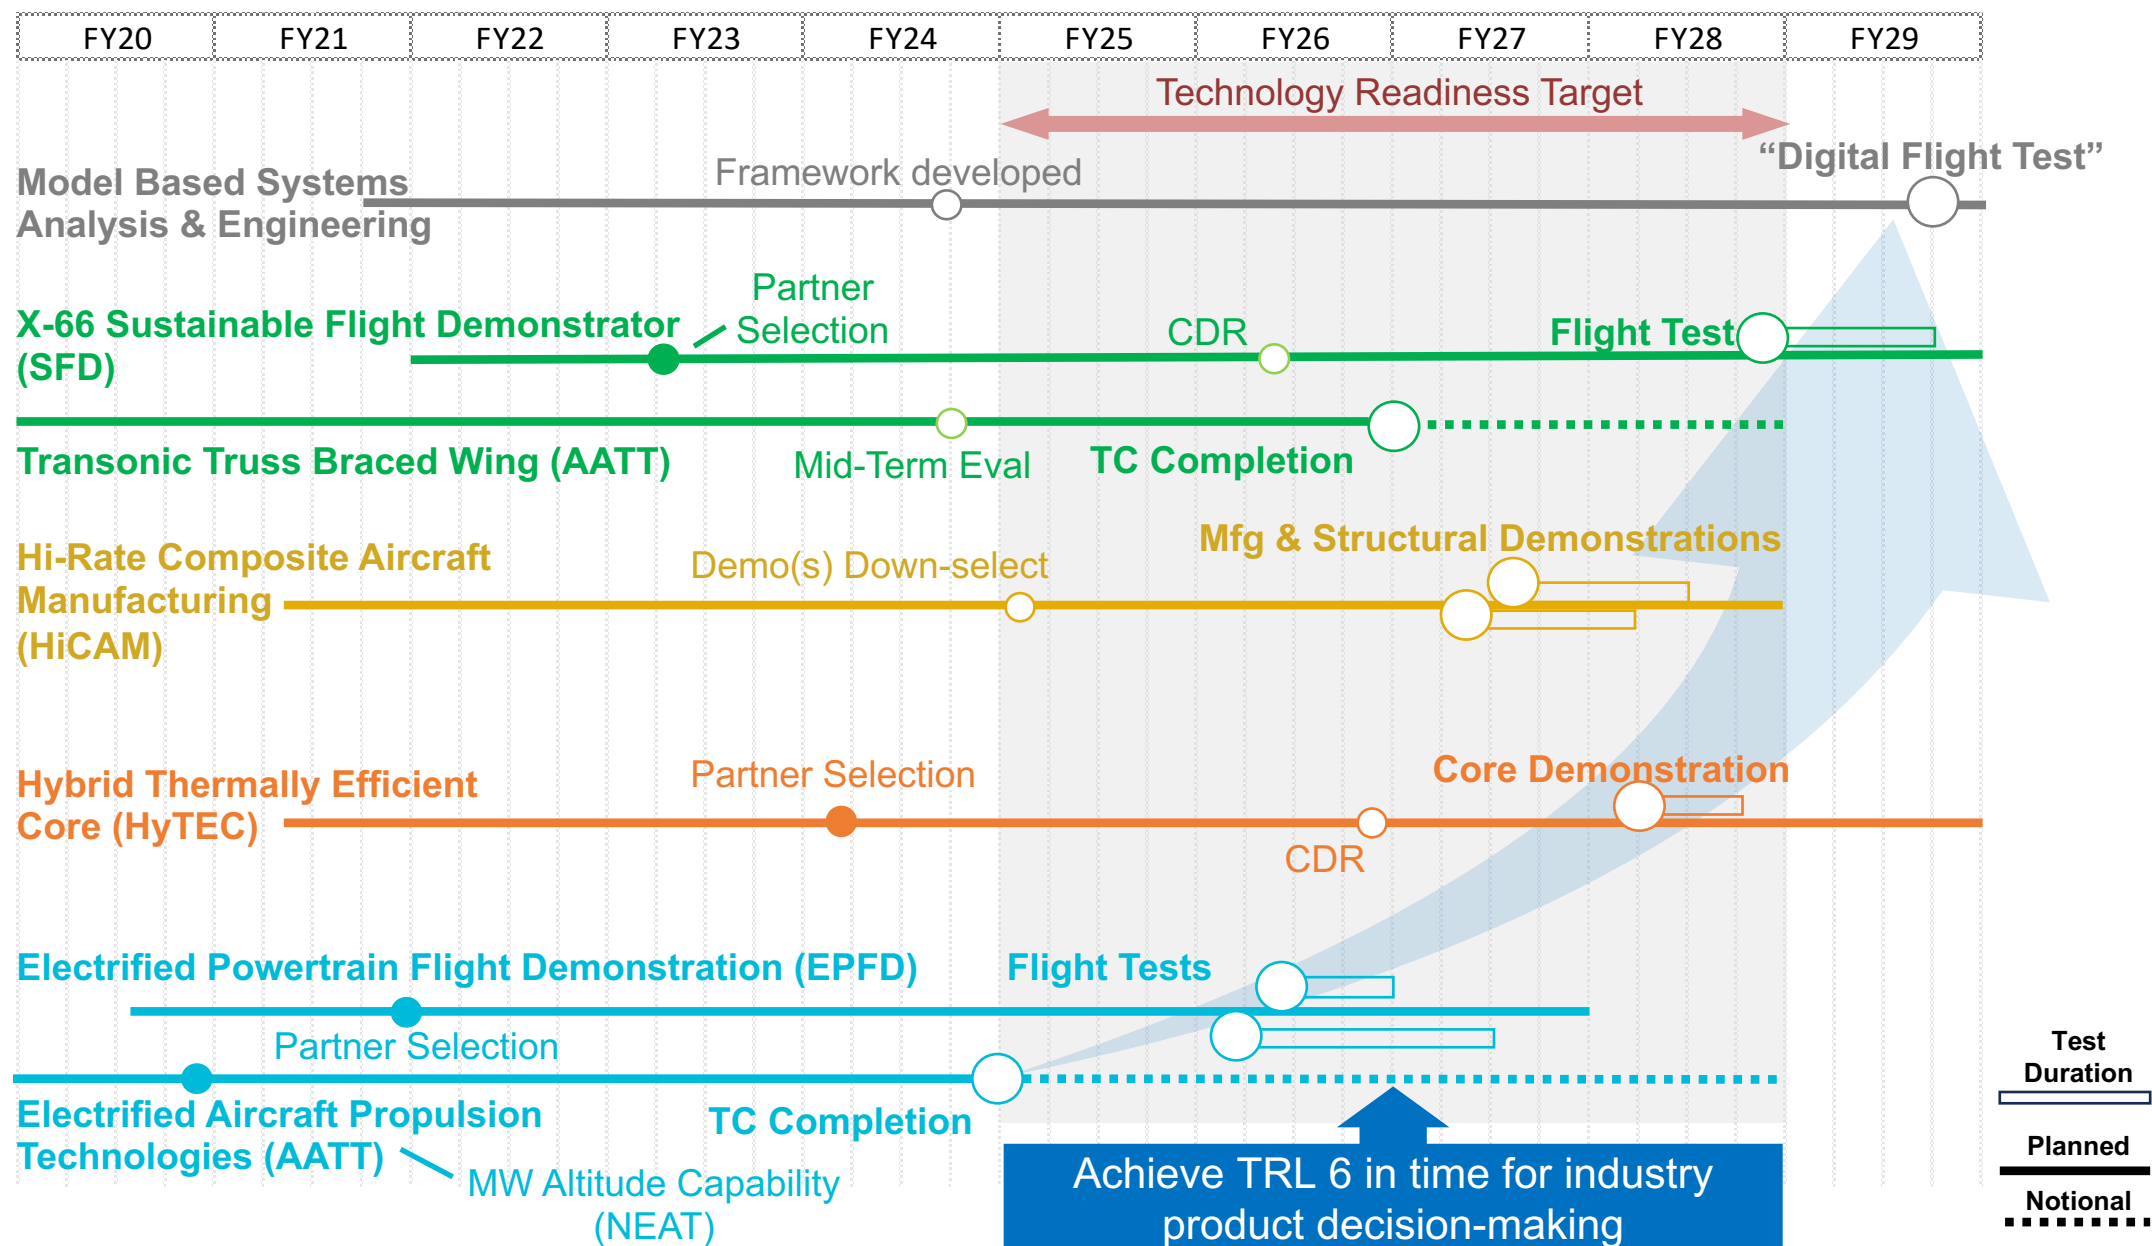 FY20 FY21 FY22 FY23 FY24 FY25 FY26 FY27 FY28 FY29
Technology Readiness Target
Model Based Systems
Analysis & Engineering
Framework developed
“Digital Flight Test”
X-66 Sustainable Flight Demonstrator
(SFD)
Partner
Selection
CDR
Flight Test
Transonic Truss Braced Wing (AATT)
Mid-Term Eval
TC Completion
Hi-Rate Composite Aircraft
Manufacturing
(HiCAM)
Demo(s) Down-select
Mfg & Structural Demonstrations
Hybrid Thermally Efficient
Core (HyTEC)
Partner Selection
CDR
Core Demonstration
Electrified Powertrain Flight Demonstration (EPFD)
Flight Tests
Partner Selection
Electrified Aircraft Propulsion
Technologies (AATT)
MW Altitude Capability
(NEAT)
TC Completion
Achieve TRL 6 in time for industry
product decision-making
Test
Duration
Planned
Notional